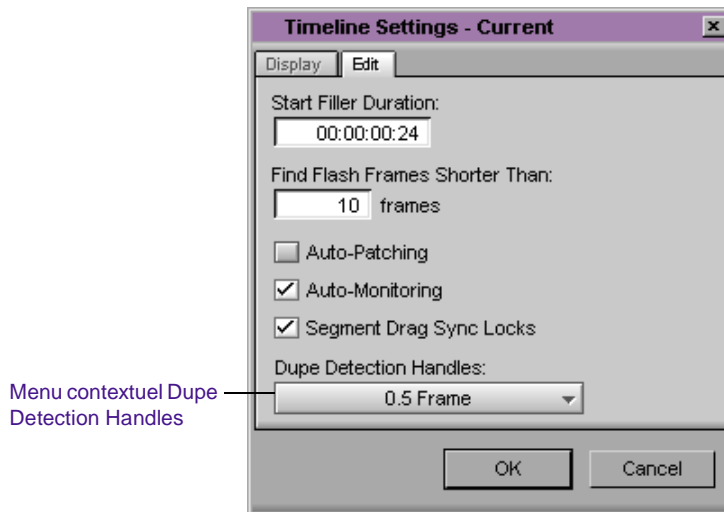 Timeline Settings - Current
Display Edit
Start Filler Duration:
00:00:00:24
Find Flash Frames Shorter Than:
10 frames
Auto-Patching
Auto-Monitoring
Segment Drag Sync Locks
Dupe Detection Handles:
0.5 Frame
Menu contextuel Dupe
Detection Handles
OK Cancel